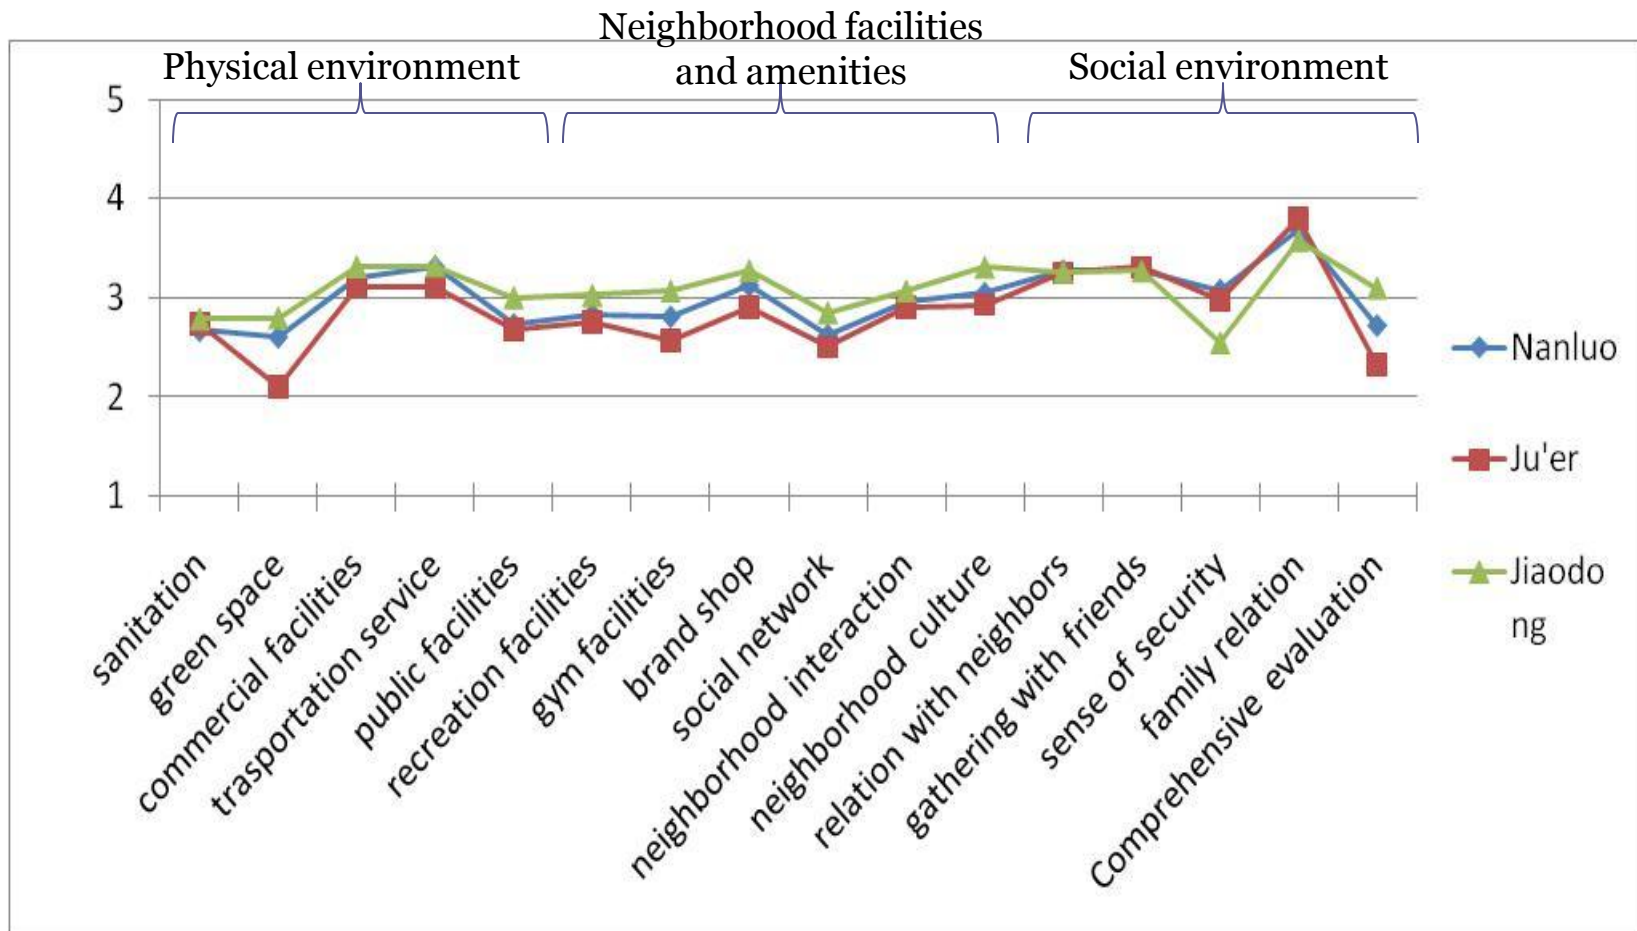 Neighborhood facilities
and amenities
Physical environment
Social environment
5
4
3
2
1
sanitation
green space
commercial facilities
trasportation service
public facilities
recreation facilities
gym facilities
brand shop
social network
neighborhood interaction
neighborhood culture
relation with neighbors
gathering with friends
sense of security
family relation
Comprehensive evaluation
Nanluo
Ju'er
Jiaodo
ng